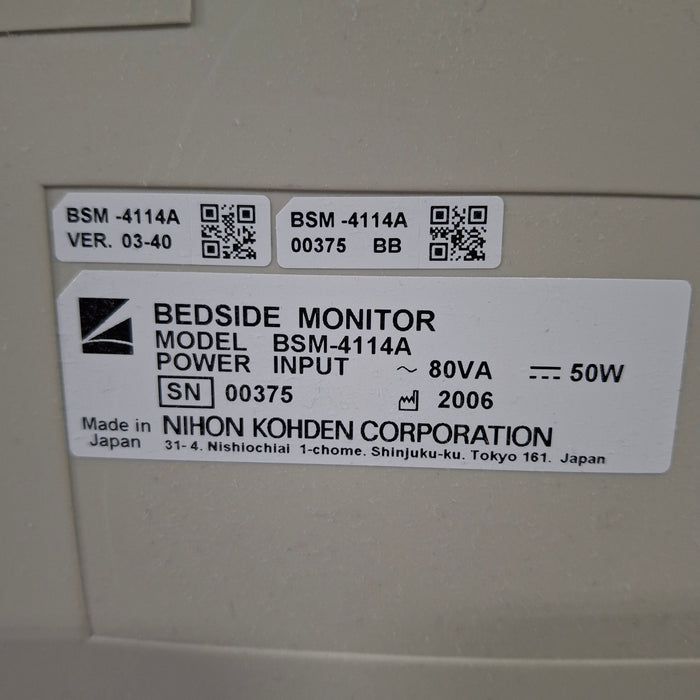 BSM -4114A
VER. 03-40
BSM -4114A
00375 BB
BEDSIDE MONITOR
MODEL BSM-4114A
POWER INPUT ~ 80VA ⎓ 50W
SN 00375 2006
Made in Japan
NIHON KOHDEN CORPORATION
31-4. Nishiochiai 1-chome. Shinjuku-ku. Tokyo 161. Japan